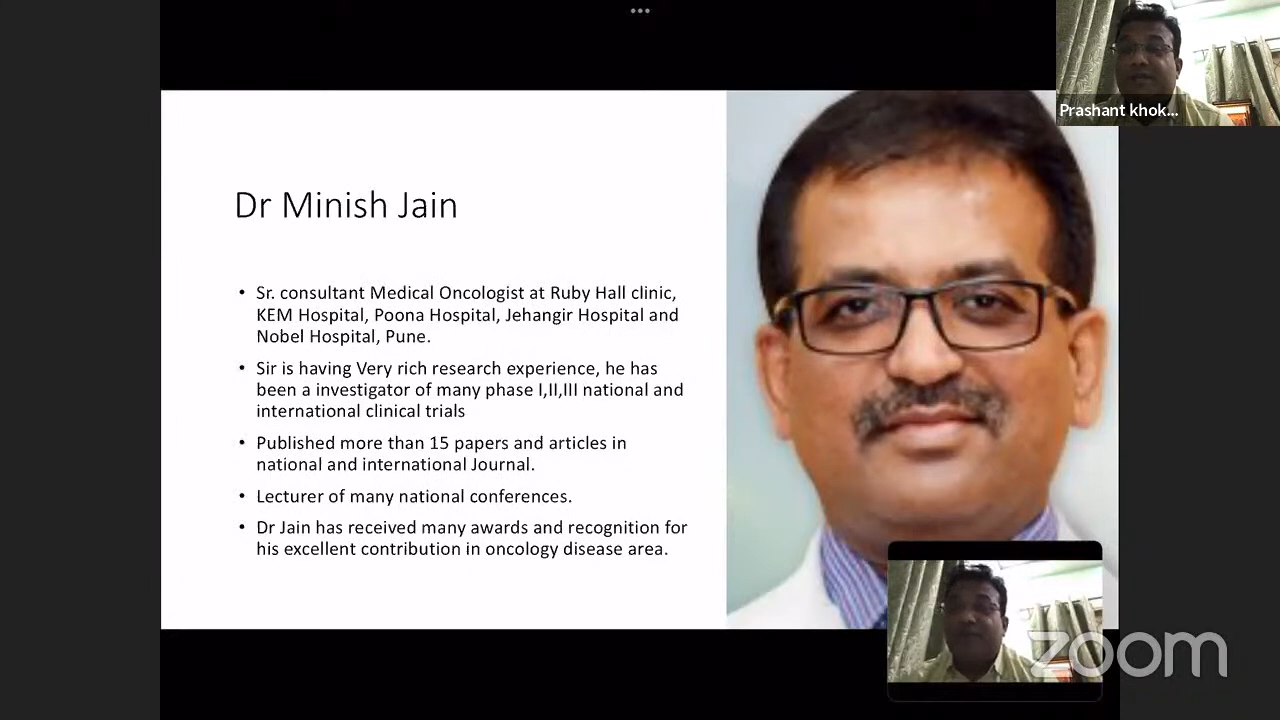 Prashant khok...
Dr Minish Jain
• Sr. consultant Medical Oncologist at Ruby Hall clinic,
KEM Hospital, Poona Hospital, Jehangir Hospital and
Nobel Hospital, Pune.
• Sir is having Very rich research experience, he has
been a investigator of many phase I,II,III national and
international clinical trials
• Published more than 15 papers and articles in
national and international Journal.
• Lecturer of many national conferences.
• Dr Jain has received many awards and recognition for
his excellent contribution in oncology disease area.
zoom